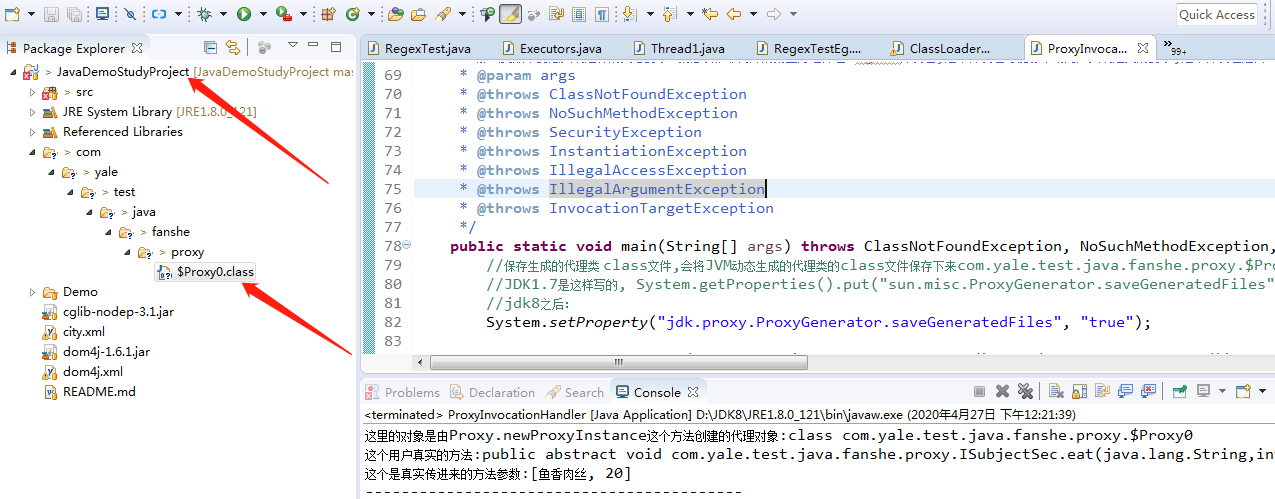 Quick Access
Package Explorer
> JavaDemoStudyProject [JavaDemoStudyProject mas
> src
JRE System Library [JRE1.8.0_121]
Referenced Libraries
> com
> yale
> test
> java
> fanshe
> proxy
$Proxy0.class
Demo
cglib-nodep-3.1.jar
city.xml
dom4j-1.6.1.jar
dom4j.xml
README.md
RegexTest.java
Executors.java
Thread1.java
RegexTestEg....
ClassLoader...
ProxyInvoca...
»99+
69 * @param args
70 * @throws ClassNotFoundException
71 * @throws NoSuchMethodException
72 * @throws SecurityException
73 * @throws InstantiationException
74 * @throws IllegalAccessException
75 * @throws IllegalArgumentException
76 * @throws InvocationTargetException
77 */
78 public static void main(String[] args) throws ClassNotFoundException, NoSuchMethodException,
79 //保存生成的代理类 class文件,会将JVM动态生成的代理类的class文件保存下来com.yale.test.java.fanshe.proxy.$Pro
80 //JDK1.7是这样写的, System.getProperties().put("sun.misc.ProxyGenerator.saveGeneratedFiles"
81 //jdk8之后:
82 System.setProperty("jdk.proxy.ProxyGenerator.saveGeneratedFiles", "true");
83
Problems
Declaration
Search
Console
<terminated> ProxyInvocationHandler [Java Application] D:\JDK8\JRE1.8.0_121\bin\javaw.exe (2020年4月27日 下午12:21:39)
这里的对象是由Proxy.newProxyInstance这个方法创建的代理对象:class com.yale.test.java.fanshe.proxy.$Proxy0
这个用户真实的方法:public abstract void com.yale.test.java.fanshe.proxy.ISubjectSec.eat(java.lang.String,in
这个是真实传进来的方法参数:[鱼香肉丝, 20]
------------------------------------------